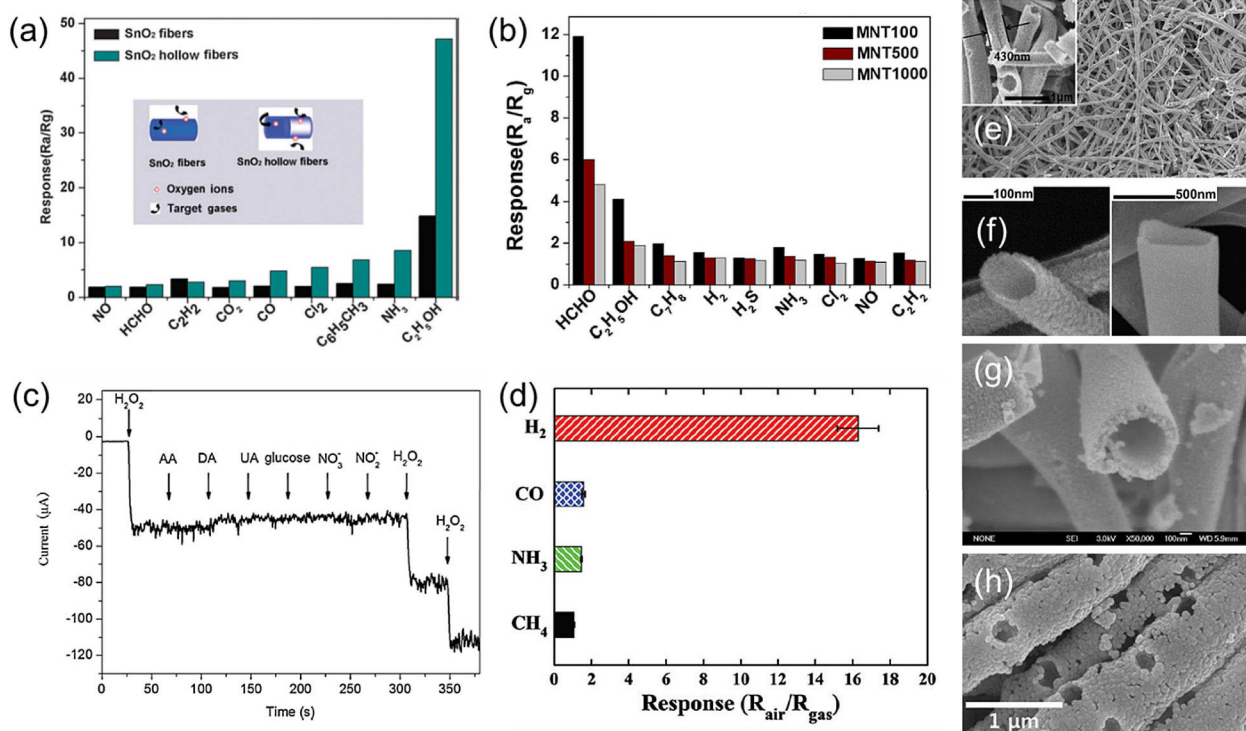 (a)
SnO₂ fibers
SnO₂ hollow fibers
Response(Ra/Rg)
50
40
30
20
10
0
SnO₂ fibers
SnO₂ hollow fibers
Oxygen ions
Target gases
NO
HCHO
C₂H₂
CO₂
CO
Cl₂
C₆H₅CH₃
NH₃
C₂H₅OH
(b)
MNT100
MNT500
MNT1000
Response(Rₐ/R_g)
12
10
8
6
4
2
0
HCHO
C₂H₅OH
C₇H₈
H₂
H₂S
NH₃
Cl₂
NO
C₂H₂
(c)
Current (μA)
20
0
-20
-40
-60
-80
-100
-120
H₂O₂
AA
DA
UA
glucose
NO₃⁻
NO₂⁻
H₂O₂
H₂O₂
0
50
100
150
200
250
300
350
Time (s)
(d)
H₂
CO
NH₃
CH₄
0
2
4
6
8
10
12
14
16
18
20
Response (R_air/R_gas)
430nm
1μm
(e)
100nm
500nm
(f)
(g)
NONE SEI 3.0kV X50,000 100nm WD 5.9mm
(h)
1 μm